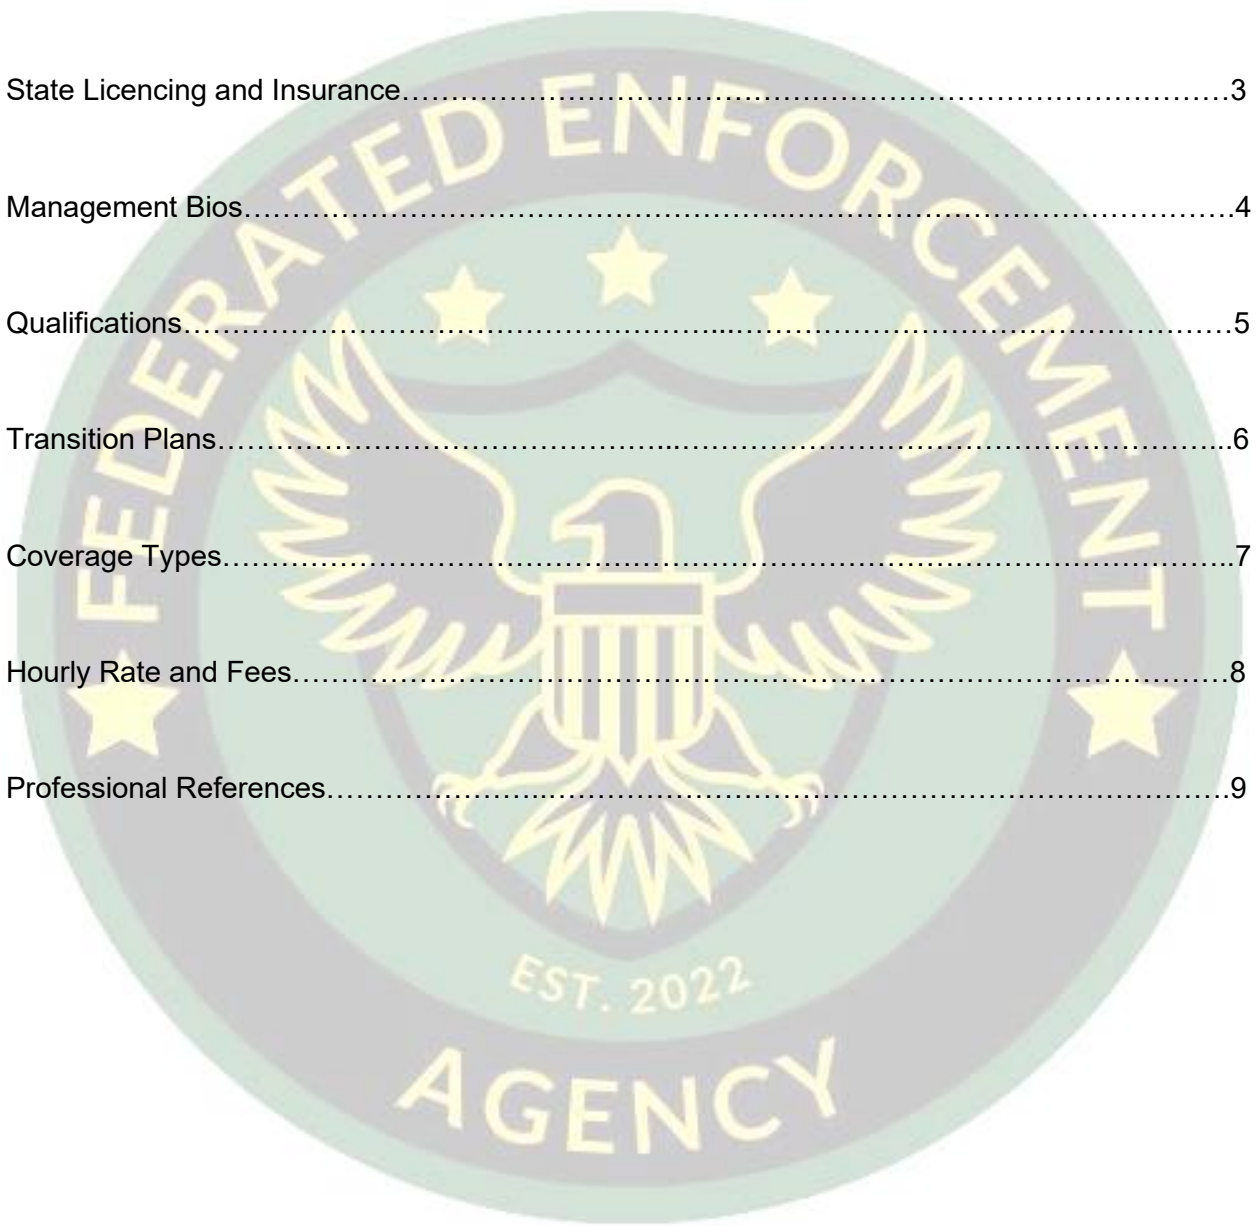 State Licencing and Insurance……………………………………………………………………………3
Management Bios……………………………………………………………………………………………4
Qualifications…………………………………………………………………………………………………5
Transition Plans………………………………………………………………………………………………6
Coverage Types………………………………………………………………………………………………7
Hourly Rate and Fees………………………………………………………………………………………8
Professional References……………………………………………………………………………………9
FEDERATED ENFORCEMENT
EST. 2022
AGENCY